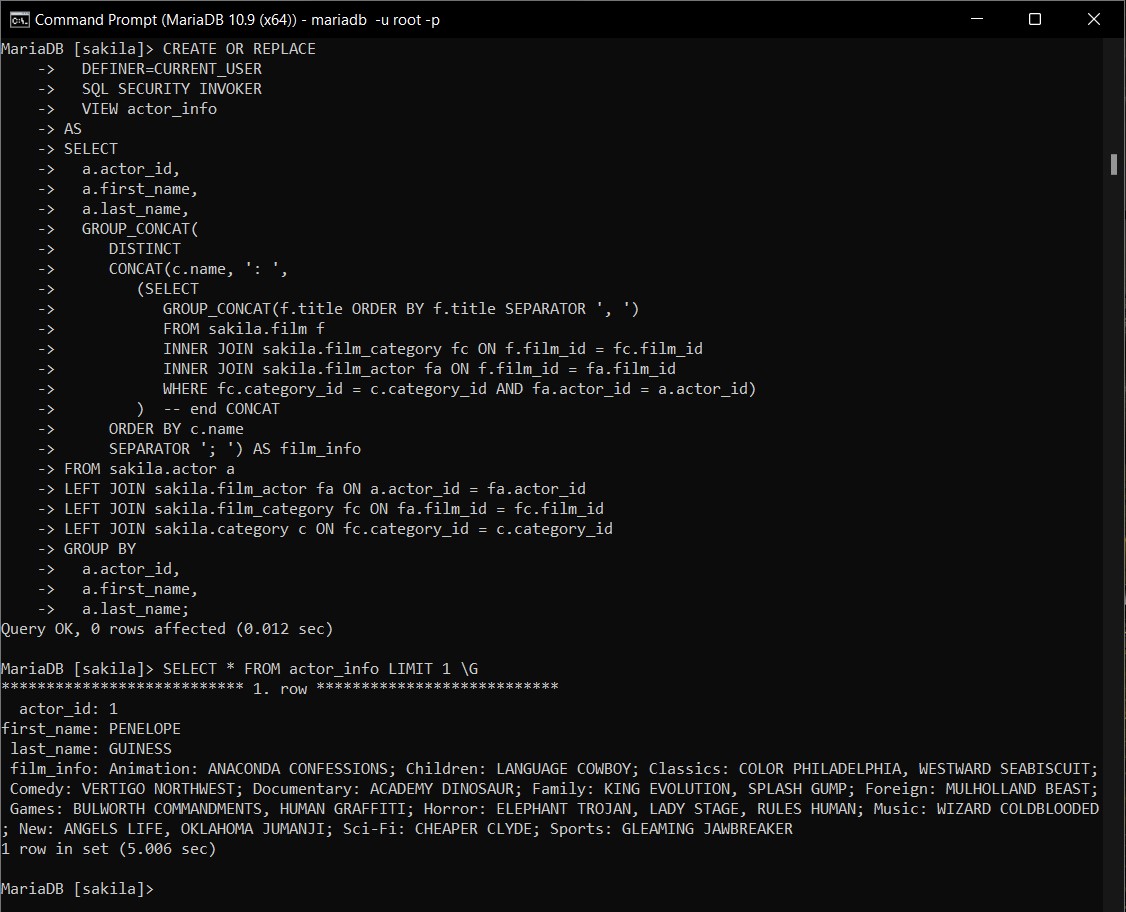 Command Prompt (MariaDB 10.9 (x64)) - mariadb  -u root -p
MariaDB [sakila]> CREATE OR REPLACE
    ->   DEFINER=CURRENT_USER
    ->   SQL SECURITY INVOKER
    ->   VIEW actor_info
    -> AS
    -> SELECT
    ->   a.actor_id,
    ->   a.first_name,
    ->   a.last_name,
    ->   GROUP_CONCAT(
    ->      DISTINCT
    ->      CONCAT(c.name, ': ',
    ->         (SELECT
    ->            GROUP_CONCAT(f.title ORDER BY f.title SEPARATOR ', ')
    ->            FROM sakila.film f
    ->            INNER JOIN sakila.film_category fc ON f.film_id = fc.film_id
    ->            INNER JOIN sakila.film_actor fa ON f.film_id = fa.film_id
    ->            WHERE fc.category_id = c.category_id AND fa.actor_id = a.actor_id)
    ->         )  -- end CONCAT
    ->      ORDER BY c.name
    ->      SEPARATOR '; ') AS film_info
    -> FROM sakila.actor a
    -> LEFT JOIN sakila.film_actor fa ON a.actor_id = fa.actor_id
    -> LEFT JOIN sakila.film_category fc ON fa.film_id = fc.film_id
    -> LEFT JOIN sakila.category c ON fc.category_id = c.category_id
    -> GROUP BY
    ->   a.actor_id,
    ->   a.first_name,
    ->   a.last_name;
Query OK, 0 rows affected (0.012 sec)
MariaDB [sakila]> SELECT * FROM actor_info LIMIT 1 \G
*************************** 1. row ***************************
  actor_id: 1
first_name: PENELOPE
 last_name: GUINESS
 film_info: Animation: ANACONDA CONFESSIONS; Children: LANGUAGE COWBOY; Classics: COLOR PHILADELPHIA, WESTWARD SEABISCUIT;
 Comedy: VERTIGO NORTHWEST; Documentary: ACADEMY DINOSAUR; Family: KING EVOLUTION, SPLASH GUMP; Foreign: MULHOLLAND BEAST;
 Games: BULWORTH COMMANDMENTS, HUMAN GRAFFITI; Horror: ELEPHANT TROJAN, LADY STAGE, RULES HUMAN; Music: WIZARD COLDBLOODED
; New: ANGELS LIFE, OKLAHOMA JUMANJI; Sci-Fi: CHEAPER CLYDE; Sports: GLEAMING JAWBREAKER
1 row in set (5.006 sec)
MariaDB [sakila]>